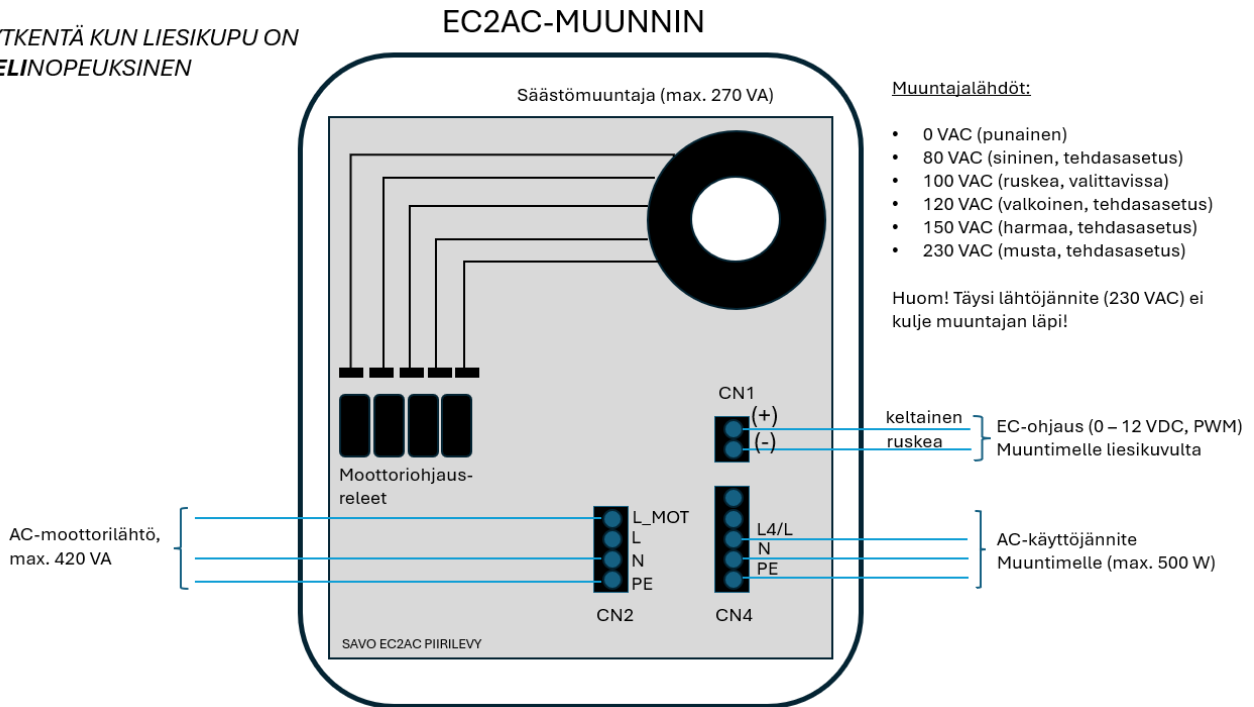 EC2AC-MUUNNIN
TKENTÄ KUN LIESIKUPU ON
ELINOPEUKSINEN
Säästömuuntaja (max. 270 VA)
Muuntajalähdöt:
• 0 VAC (punainen)
• 80 VAC (sininen, tehdasasetus)
• 100 VAC (ruskea, valittavissa)
• 120 VAC (valkoinen, tehdasasetus)
• 150 VAC (harmaa, tehdasasetus)
• 230 VAC (musta, tehdasasetus)
Huom! Täysi lähtöjännite (230 VAC) ei
kulje muuntajan läpi!
CN1
(+)
(-)
keltainen
ruskea
EC-ohjaus (0 – 12 VDC, PWM)
Muuntimelle liesikuvulta
Moottoriohjaus-
releet
AC-moottorilähtö,
max. 420 VA
L_MOT
L
N
PE
CN2
L4/L
N
PE
CN4
AC-käyttöjännite
Muuntimelle (max. 500 W)
SAVO EC2AC PIIRILEVY